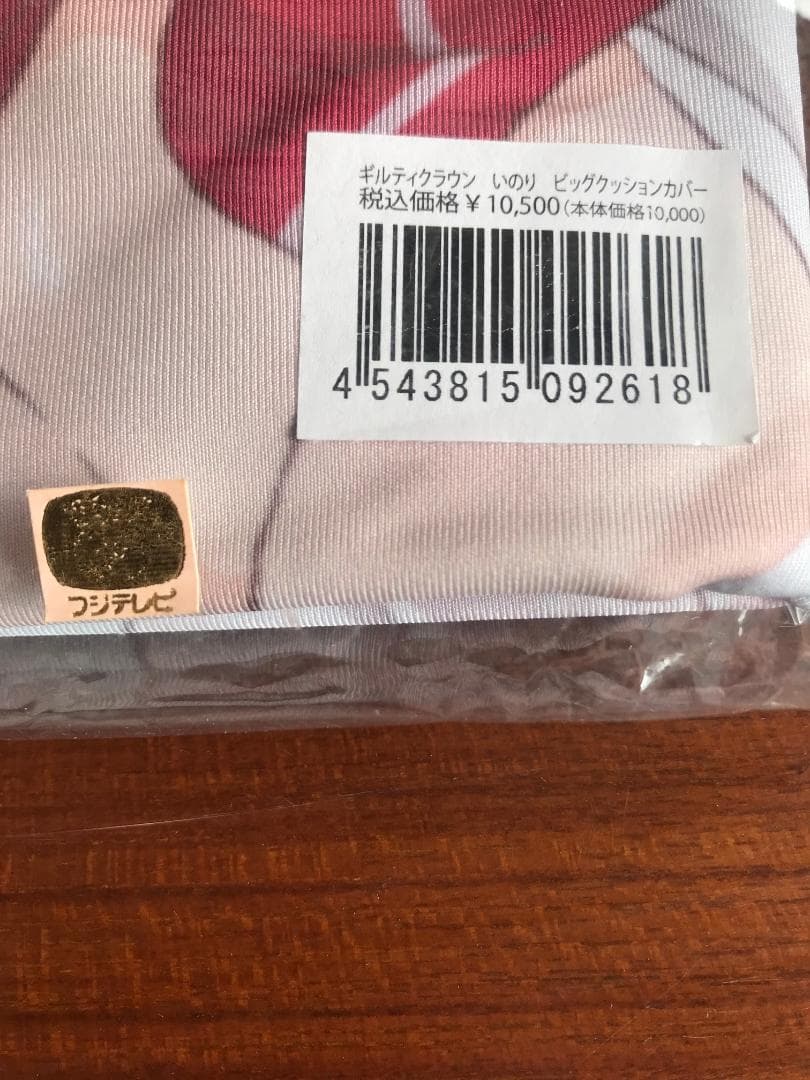 ギルティクラウン　いのり　ビッグクッションカバー
税込価格￥10,500(本体価格10,000)
4 543815 092618
フジテレビ